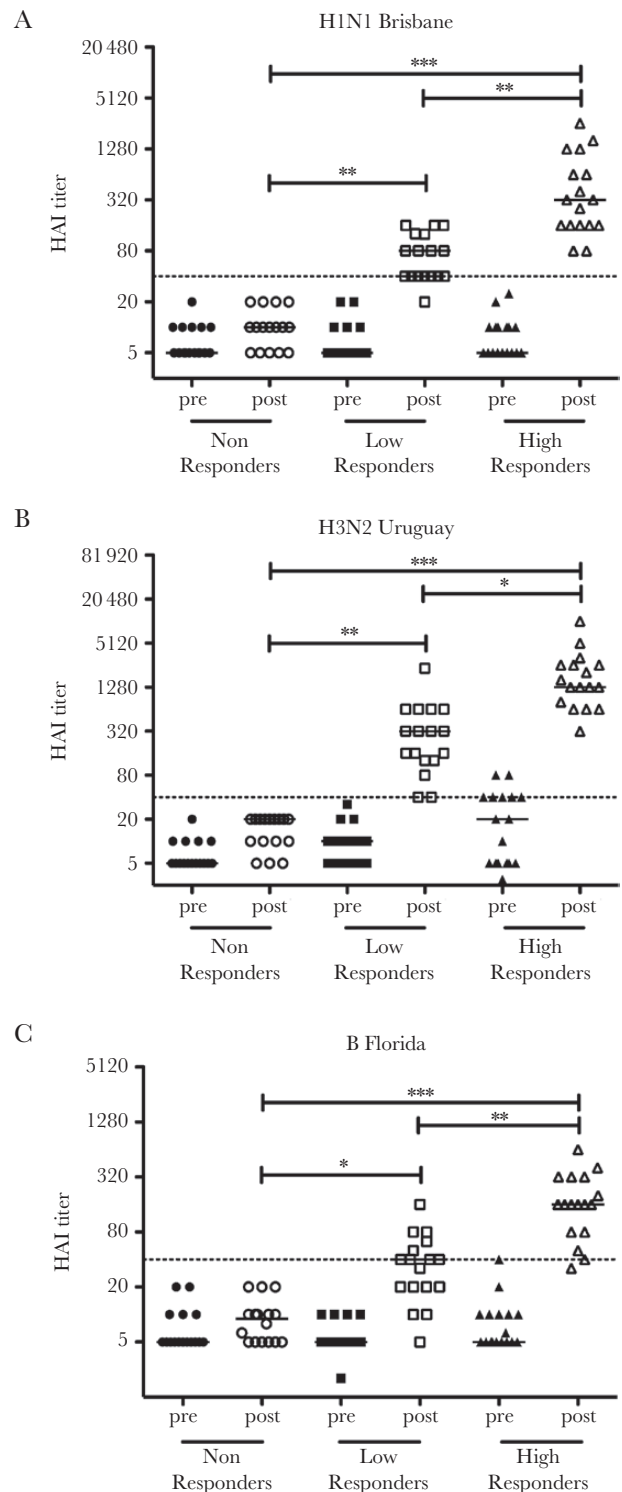 A
H1N1 Brisbane
20 480
5120
1280
320
80
20
5
HAI titer
***
**
**
pre post pre post pre post
Non Low High
Responders Responders Responders
B
H3N2 Uruguay
81 920
20 480
5120
1280
320
80
20
5
HAI titer
***
*
**
pre post pre post pre post
Non Low High
Responders Responders Responders
C
B Florida
5120
1280
320
80
20
5
HAI titer
***
**
*
pre post pre post pre post
Non Low High
Responders Responders Responders